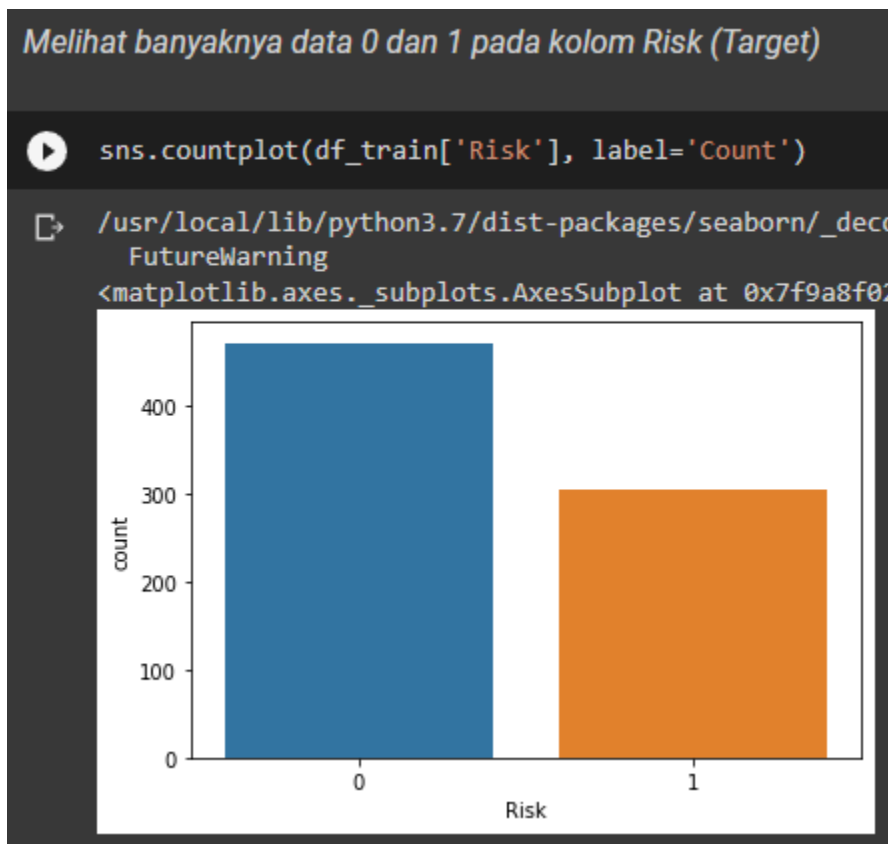 Melihat banyaknya data 0 dan 1 pada kolom Risk (Target)
sns.countplot(df_train['Risk'], label='Count')
/usr/local/lib/python3.7/dist-packages/seaborn/_deco
FutureWarning
<matplotlib.axes._subplots.AxesSubplot at 0x7f9a8f02
400
300
200
100
0
count
0 1
Risk